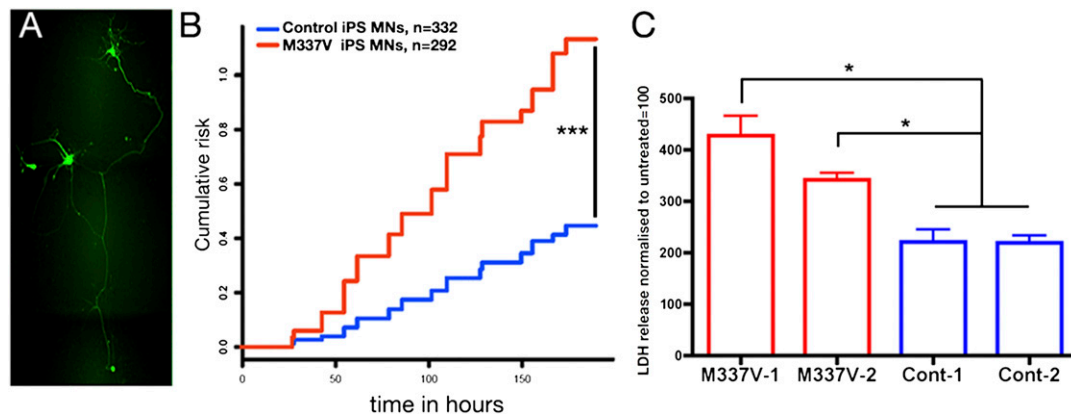 A
B
Control iPS MNs, n=332
M337V iPS MNs, n=292
Cumulative risk
1.0
0.8
0.6
0.4
0.2
0.0
***
0
50
100
150
time in hours
C
LDH release normalised to untreated=100
500
400
300
200
100
0
*
*
M337V-1
M337V-2
Cont-1
Cont-2